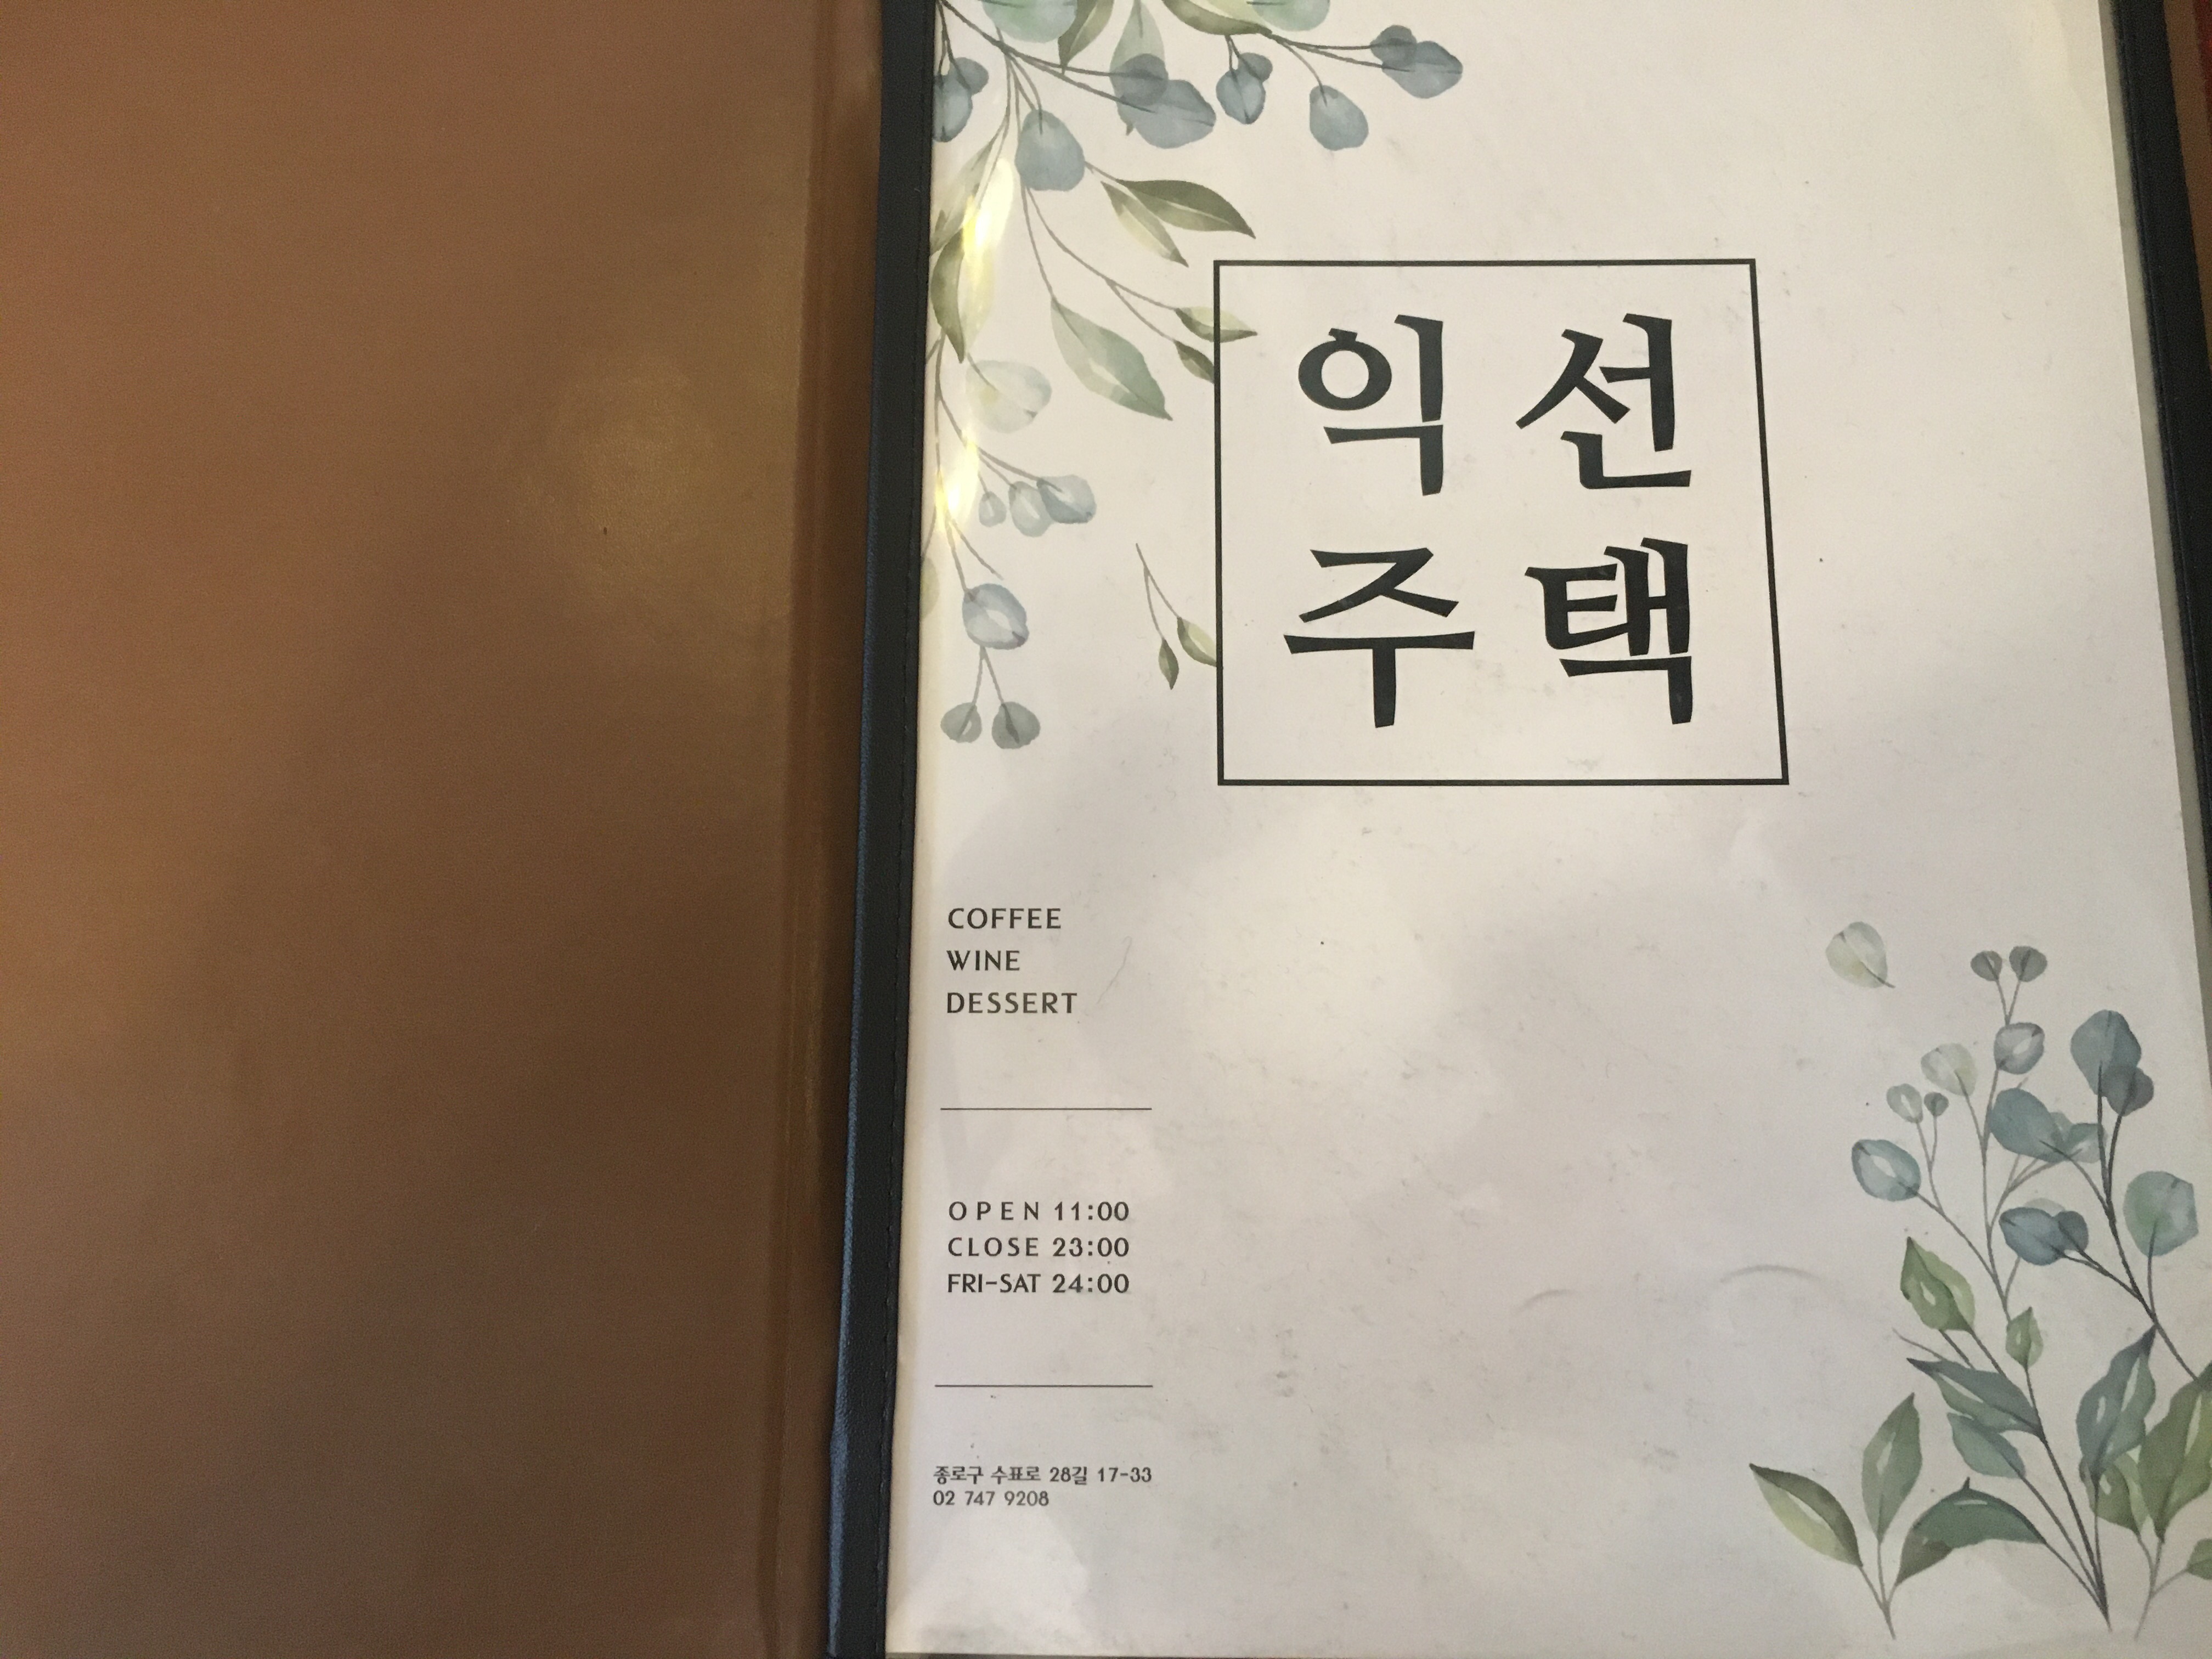 익선
주택
COFFEE
WINE
DESSERT
OPEN 11:00
CLOSE 23:00
FRI-SAT 24:00
종로구 수표로 28길 17-33
02 747 9208